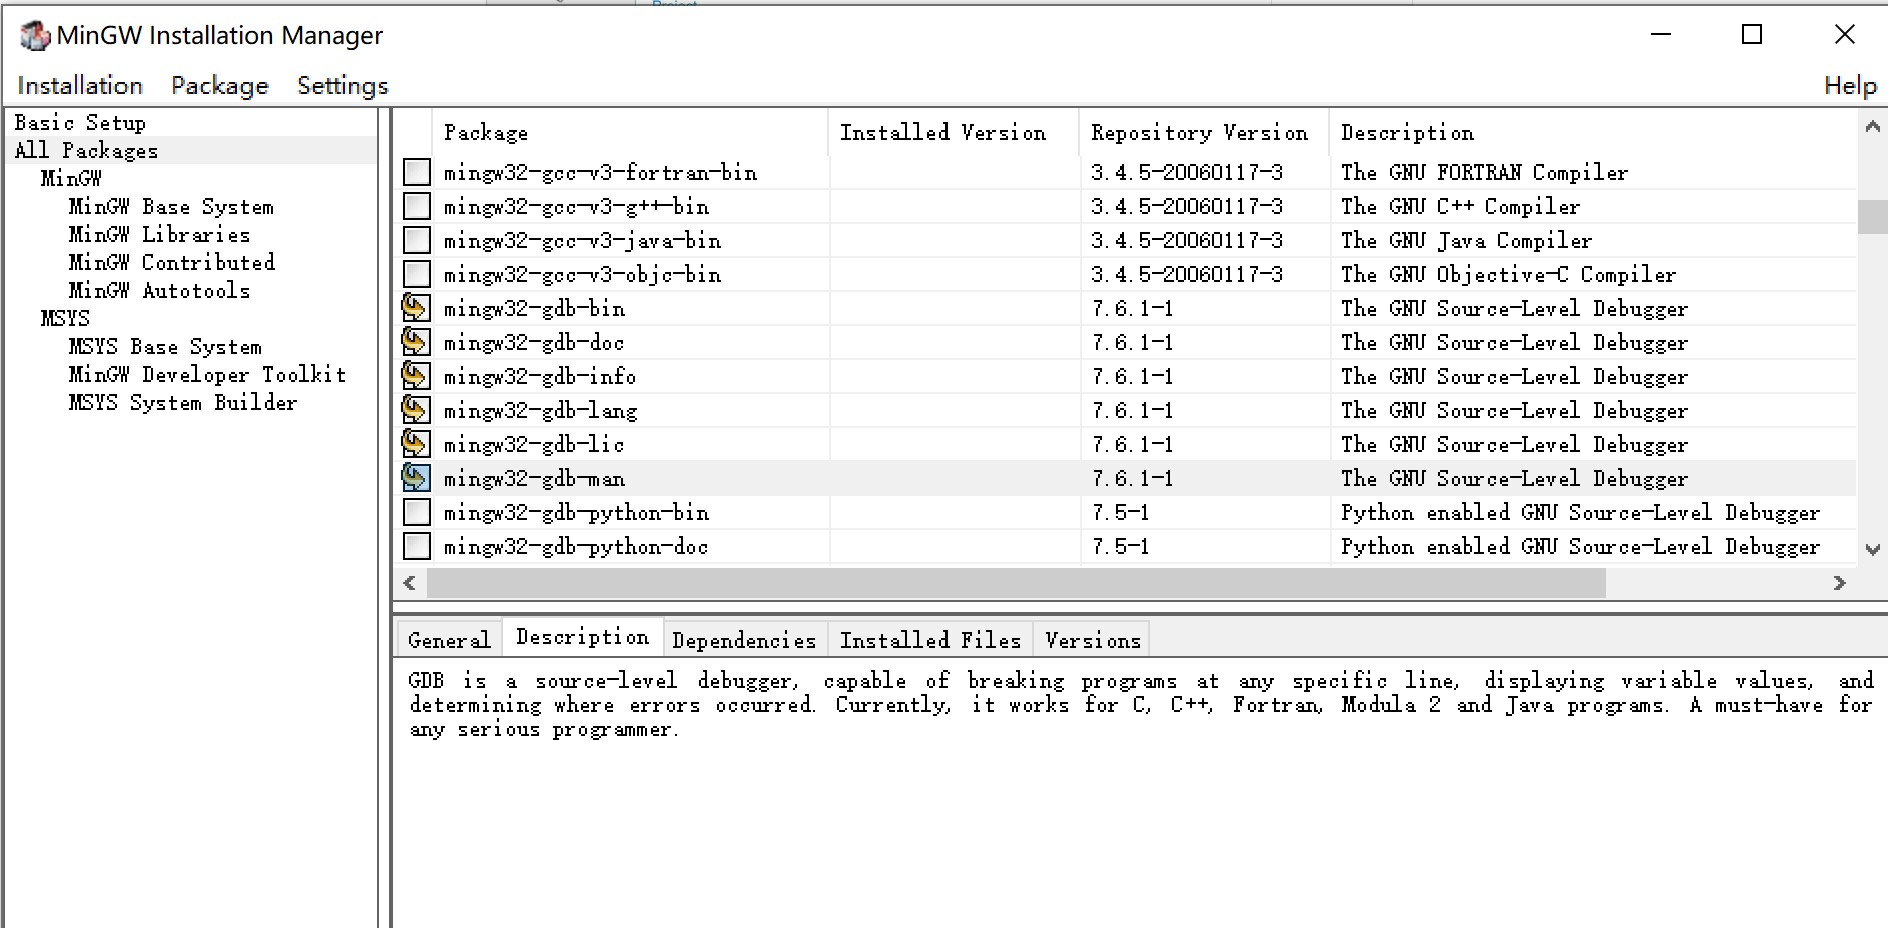 Project
MinGW Installation Manager
Installation Package Settings Help
Basic Setup
All Packages
MinGW
MinGW Base System
MinGW Libraries
MinGW Contributed
MinGW Autotools
MSYS
MSYS Base System
MinGW Developer Toolkit
MSYS System Builder
Package Installed Version Repository Version Description
mingw32-gcc-v3-fortran-bin 3.4.5-20060117-3 The GNU FORTRAN Compiler
mingw32-gcc-v3-g++-bin 3.4.5-20060117-3 The GNU C++ Compiler
mingw32-gcc-v3-java-bin 3.4.5-20060117-3 The GNU Java Compiler
mingw32-gcc-v3-objc-bin 3.4.5-20060117-3 The GNU Objective-C Compiler
mingw32-gdb-bin 7.6.1-1 The GNU Source-Level Debugger
mingw32-gdb-doc 7.6.1-1 The GNU Source-Level Debugger
mingw32-gdb-info 7.6.1-1 The GNU Source-Level Debugger
mingw32-gdb-lang 7.6.1-1 The GNU Source-Level Debugger
mingw32-gdb-lic 7.6.1-1 The GNU Source-Level Debugger
mingw32-gdb-man 7.6.1-1 The GNU Source-Level Debugger
mingw32-gdb-python-bin 7.5-1 Python enabled GNU Source-Level Debugger
mingw32-gdb-python-doc 7.5-1 Python enabled GNU Source-Level Debugger
General Description Dependencies Installed Files Versions
GDB is a source-level debugger, capable of breaking programs at any specific line, displaying variable values, and
determining where errors occurred. Currently, it works for C, C++, Fortran, Modula 2 and Java programs. A must-have for
any serious programmer.